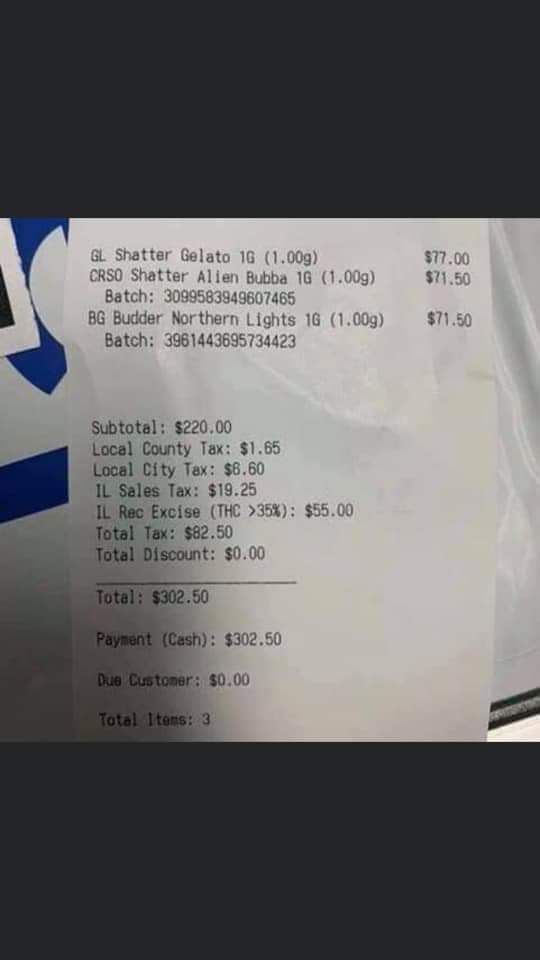 GL Shatter Gelato 1G (1.00g) $77.00
CRSO Shatter Alien Bubba 1G (1.00g) $71.50
Batch: 3099583949607465
BG Budder Northern Lights 1G (1.00g) $71.50
Batch: 3961443695734423
Subtotal: $220.00
Local County Tax: $1.65
Local City Tax: $6.60
IL Sales Tax: $19.25
IL Rec Excise (THC >35%): $55.00
Total Tax: $82.50
Total Discount: $0.00
Total: $302.50
Payment (Cash): $302.50
Due Customer: $0.00
Total Items: 3